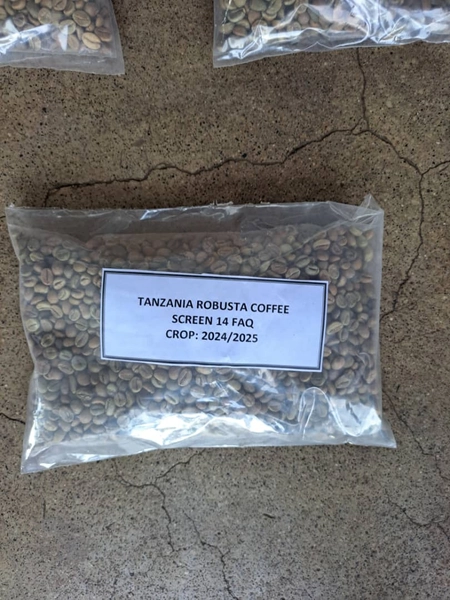 TANZANIA ROBUSTA COFFEE
SCREEN 14 FAQ
CROP: 2024/2025